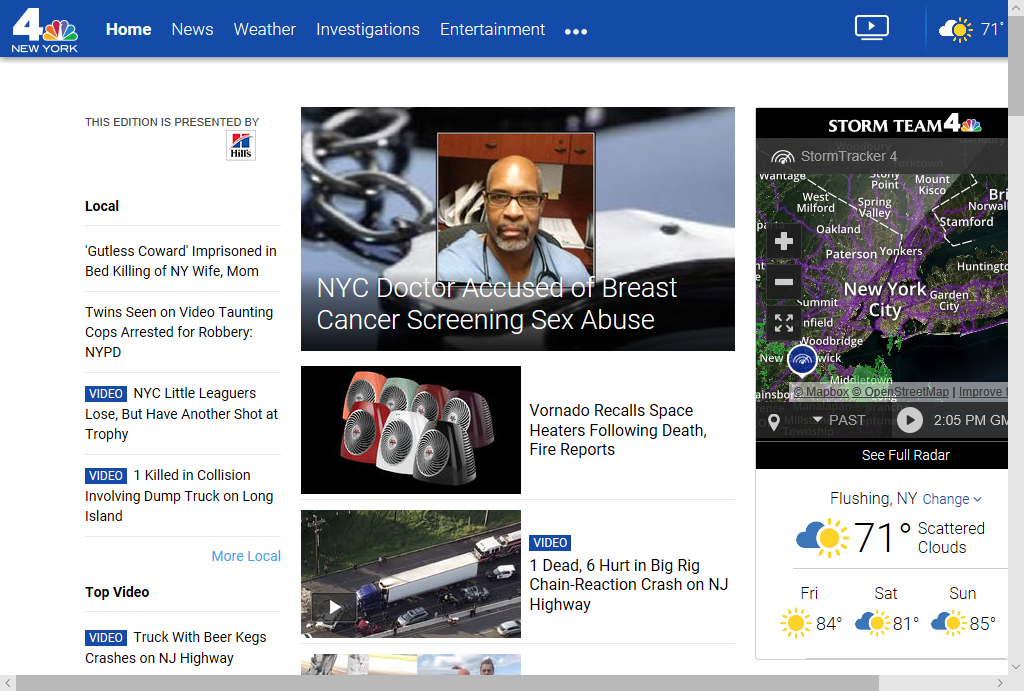 4
NEW YORK
Home
News
Weather
Investigations
Entertainment
71°
THIS EDITION IS PRESENTED BY
Hill's
Local
'Gutless Coward' Imprisoned in
Bed Killing of NY Wife, Mom
Twins Seen on Video Taunting
Cops Arrested for Robbery:
NYPD
VIDEO NYC Little Leaguers
Lose, But Have Another Shot at
Trophy
VIDEO 1 Killed in Collision
Involving Dump Truck on Long
Island
More Local
Top Video
VIDEO Truck With Beer Kegs
Crashes on NJ Highway
NYC Doctor Accused of Breast
Cancer Screening Sex Abuse
Vornado Recalls Space
Heaters Following Death,
Fire Reports
VIDEO
1 Dead, 6 Hurt in Big Rig
Chain-Reaction Crash on NJ
Highway
STORM TEAM 4
StormTracker 4
Woodbury
Danbury
Yorktown
Wantage
Stony
Point
Mount
Kisco
West
Milford
Spring
Valley
Norwal
Stamford
Oakland
Paterson
Yonkers
Huntingto
New York
City
Garden
City
Summit
Woodbridge
New
wick
Middletown
© Mapbox © OpenStreetMap | Improve t
Manalapan
Township
PAST
2:05 PM GM
See Full Radar
Flushing, NY Change
71° Scattered
Clouds
Fri
Sat
Sun
84°
81°
85°